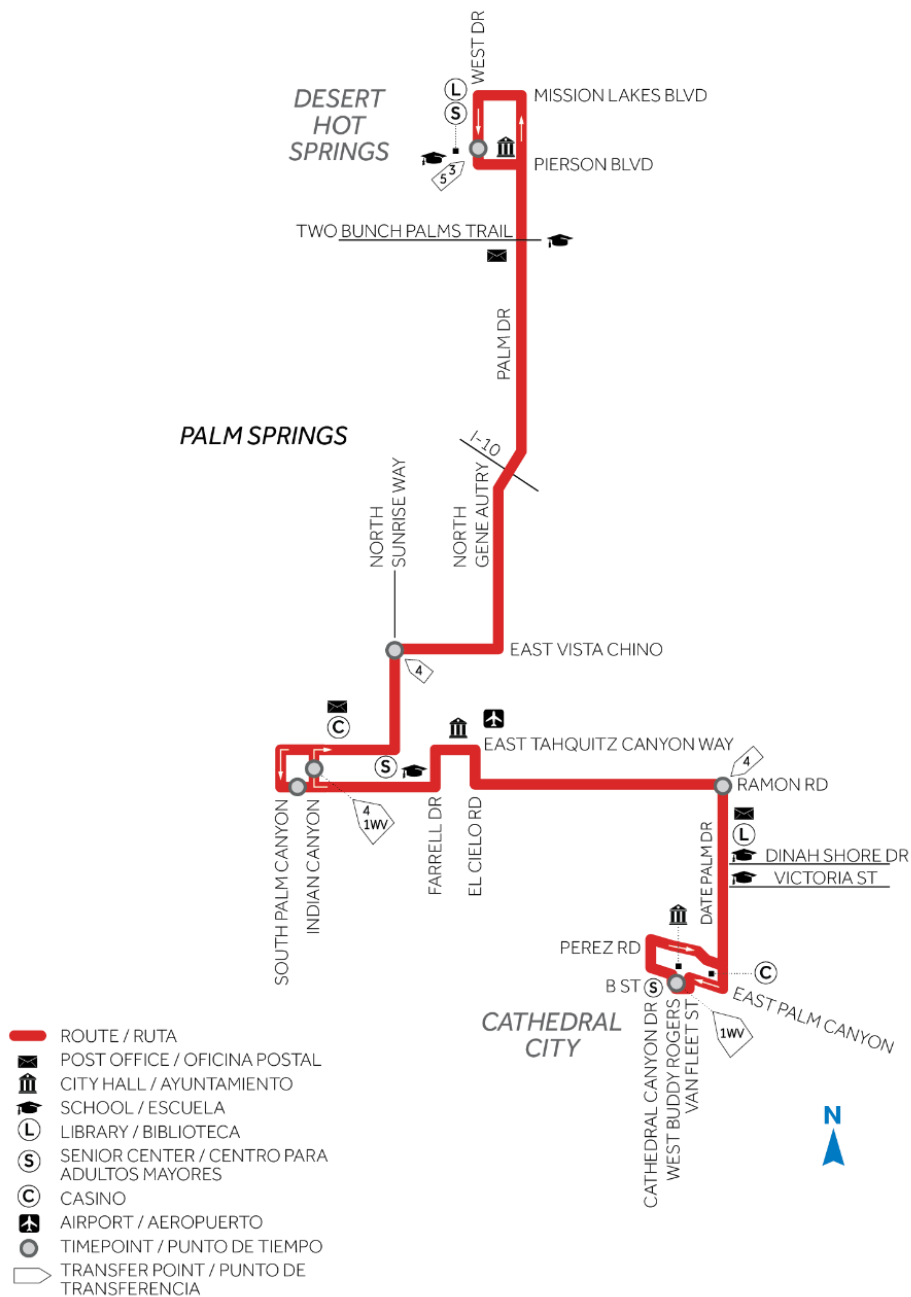 WEST DR
L
S
DESERT
HOT
SPRINGS
MISSION LAKES BLVD
3
5
PIERSON BLVD
TWO BUNCH PALMS TRAIL
PALM DR
PALM SPRINGS
I-10
NORTH
SUNRISE WAY
NORTH
GENE AUTRY
EAST VISTA CHINO
4
C
EAST TAHQUITZ CANYON WAY
S
4
1WV
4
RAMON RD
SOUTH PALM CANYON
INDIAN CANYON
FARRELL DR
EL CIELO RD
DATE PALM DR
L
DINAH SHORE DR
VICTORIA ST
PEREZ RD
C
B ST
S
EAST PALM CANYON
CATHEDRAL
CITY
CATHEDRAL CANYON DR
WEST BUDDY ROGERS
VAN FLEET ST
1WV
ROUTE / RUTA
POST OFFICE / OFICINA POSTAL
CITY HALL / AYUNTAMIENTO
SCHOOL / ESCUELA
L LIBRARY / BIBLIOTECA
S SENIOR CENTER / CENTRO PARA
ADULTOS MAYORES
C CASINO
AIRPORT / AEROPUERTO
TIMEPOINT / PUNTO DE TIEMPO
TRANSFER POINT / PUNTO DE
TRANSFERENCIA
N